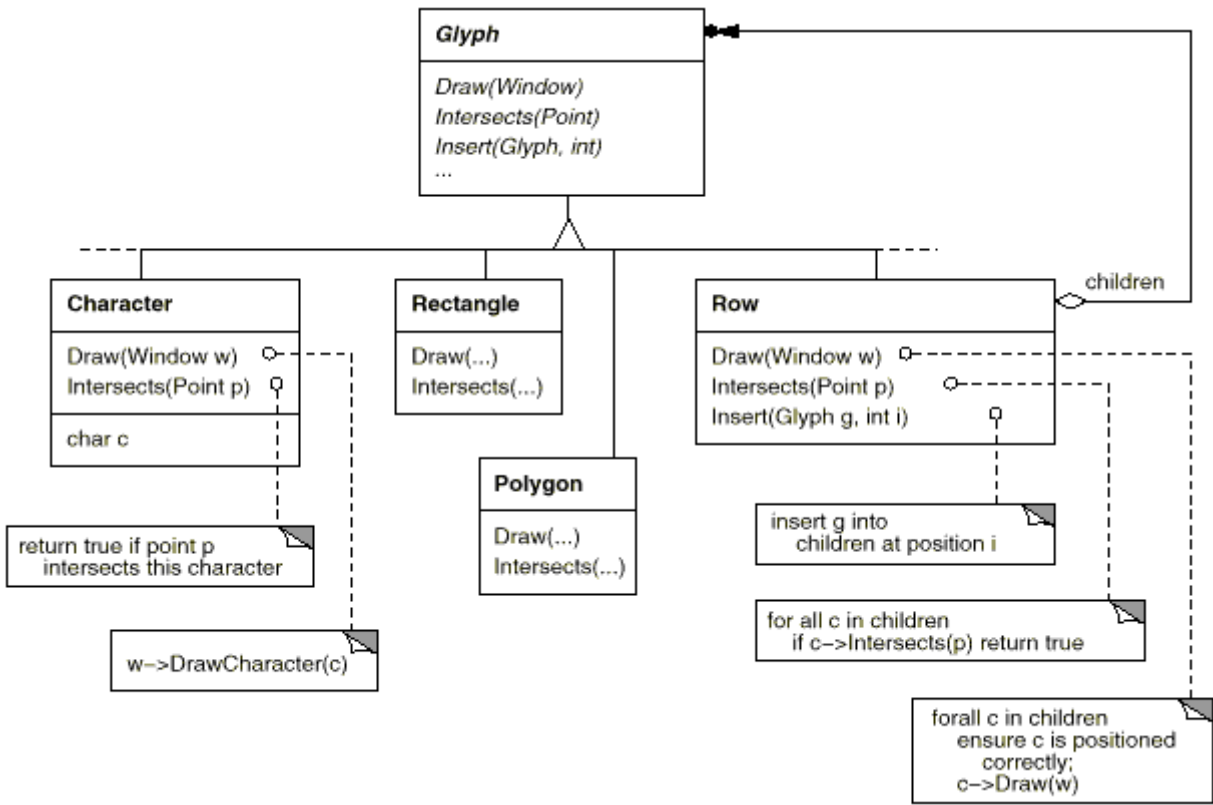 Glyph
Draw(Window)
Intersects(Point)
Insert(Glyph, int)
...
children
Character
Draw(Window w)
Intersects(Point p)
char c
Rectangle
Draw(...)
Intersects(...)
Row
Draw(Window w)
Intersects(Point p)
Insert(Glyph g, int i)
Polygon
Draw(...)
Intersects(...)
return true if point p
intersects this character
w->DrawCharacter(c)
insert g into
children at position i
for all c in children
if c->Intersects(p) return true
forall c in children
ensure c is positioned
correctly;
c->Draw(w)